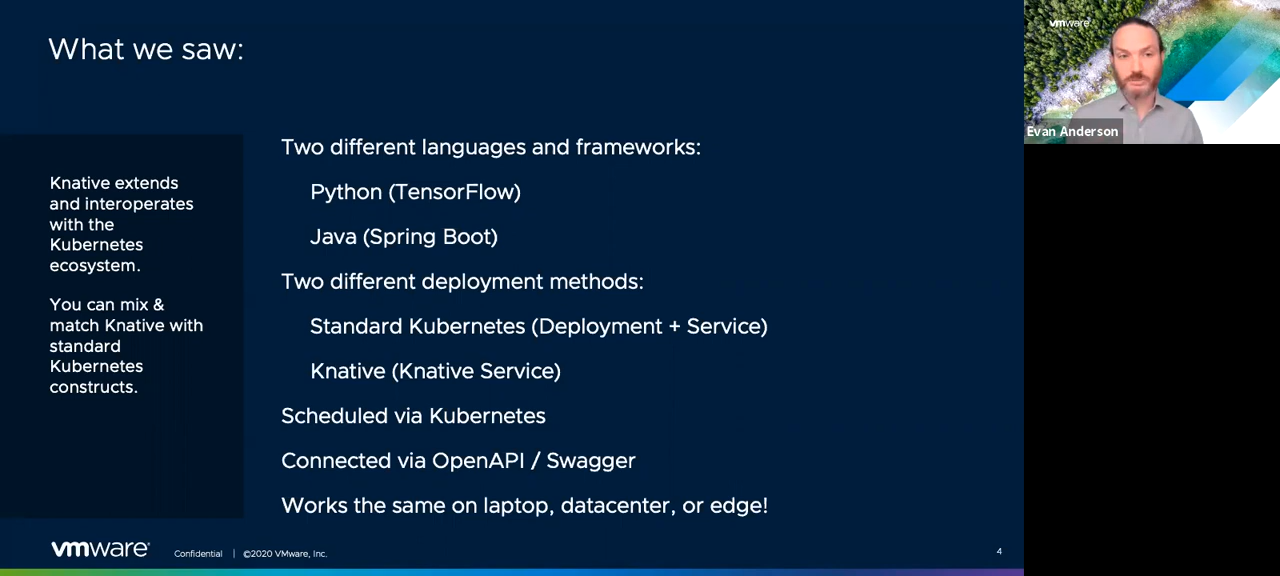 What we saw:
Knative extends
and interoperates
with the
Kubernetes
ecosystem.
You can mix &
match Knative with
standard
Kubernetes
constructs.
Two different languages and frameworks:
Python (TensorFlow)
Java (Spring Boot)
Two different deployment methods:
Standard Kubernetes (Deployment + Service)
Knative (Knative Service)
Scheduled via Kubernetes
Connected via OpenAPI / Swagger
Works the same on laptop, datacenter, or edge!
vmware
Confidential | ©2020 VMware, Inc.
4
vmware
Evan Anderson